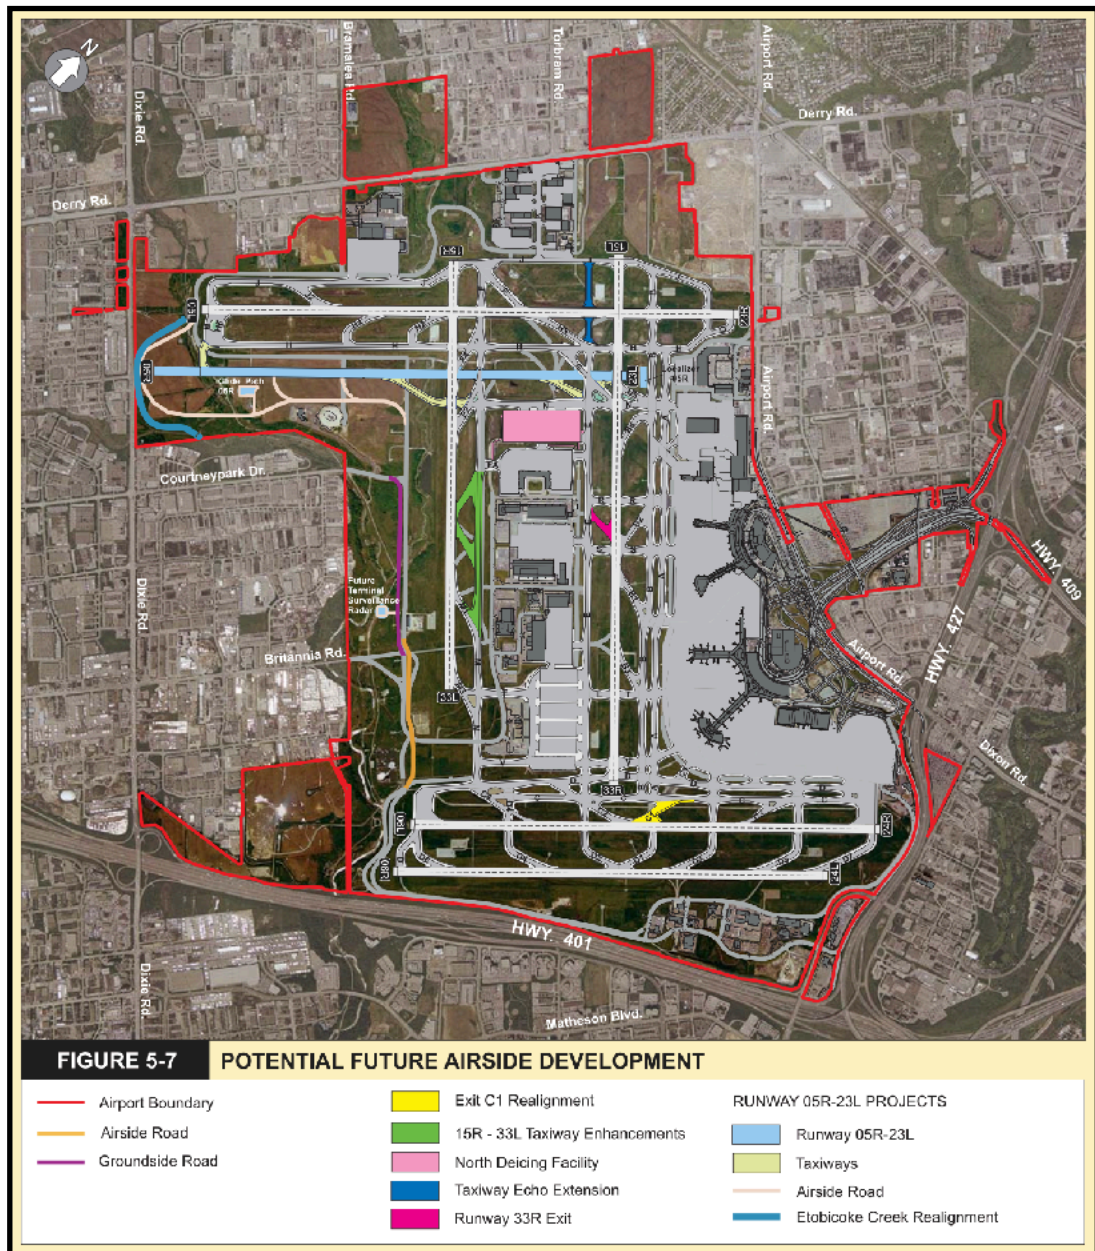 N
Bramalea Rd.
Torbram Rd.
Airport Rd.
Dixie Rd.
Derry Rd.
Derry Rd.
15R
15L
05L
23R
05R
23L
Glide Path
05R
Localizer
05R
Airport Rd.
Courtneypark Dr.
Future
Terminal
Surveillance
Radar
Dixie Rd.
Britannia Rd.
33L
HWY. 409
HWY. 427
Airport Rd.
Dixon Rd.
33R
06L
24R
06R
24L
HWY. 401
Dixie Rd.
Matheson Blvd.
FIGURE 5-7
POTENTIAL FUTURE AIRSIDE DEVELOPMENT
Airport Boundary
Airside Road
Groundside Road
Exit C1 Realignment
15R - 33L Taxiway Enhancements
North Deicing Facility
Taxiway Echo Extension
Runway 33R Exit
RUNWAY 05R-23L PROJECTS
Runway 05R-23L
Taxiways
Airside Road
Etobicoke Creek Realignment